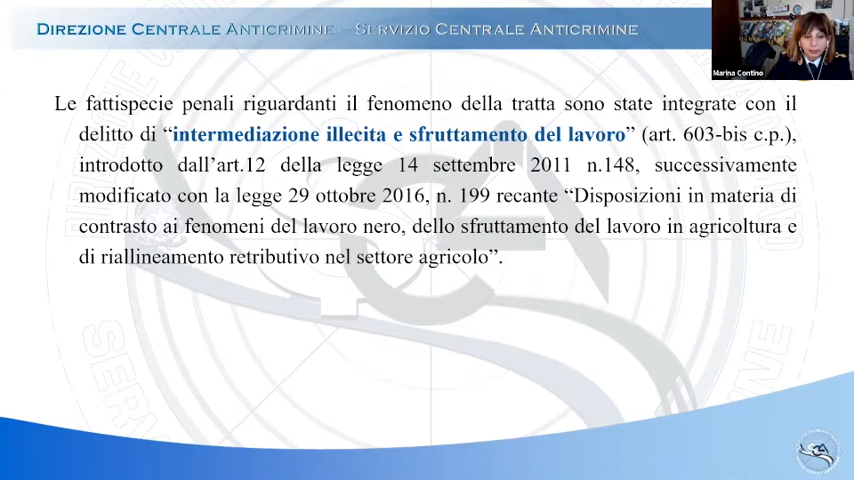 Direzione Centrale Anticrimine – Servizio Centrale Anticrimine
Marina Contino
Le fattispecie penali riguardanti il fenomeno della tratta sono state integrate con il
delitto di “intermediazione illecita e sfruttamento del lavoro” (art. 603-bis c.p.),
introdotto dall’art.12 della legge 14 settembre 2011 n.148, successivamente
modificato con la legge 29 ottobre 2016, n. 199 recante “Disposizioni in materia di
contrasto ai fenomeni del lavoro nero, dello sfruttamento del lavoro in agricoltura e
di riallineamento retributivo nel settore agricolo”.